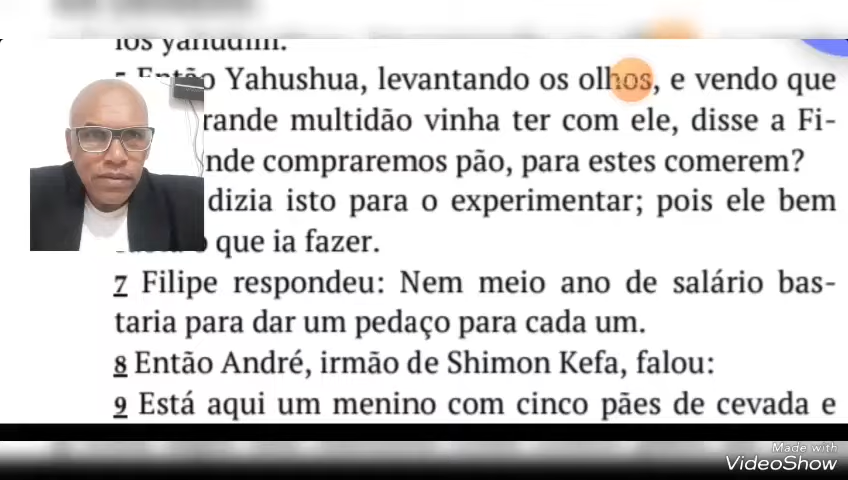 los yahudim.
5 Então Yahushua, levantando os olhos, e vendo que
rande multidão vinha ter com ele, disse a Fi-
nde compraremos pão, para estes comerem?
dizia isto para o experimentar; pois ele bem
que ia fazer.
7 Filipe respondeu: Nem meio ano de salário bas-
taria para dar um pedaço para cada um.
8 Então André, irmão de Shimon Kefa, falou:
9 Está aqui um menino com cinco pães de cevada e
Made with
VideoShow